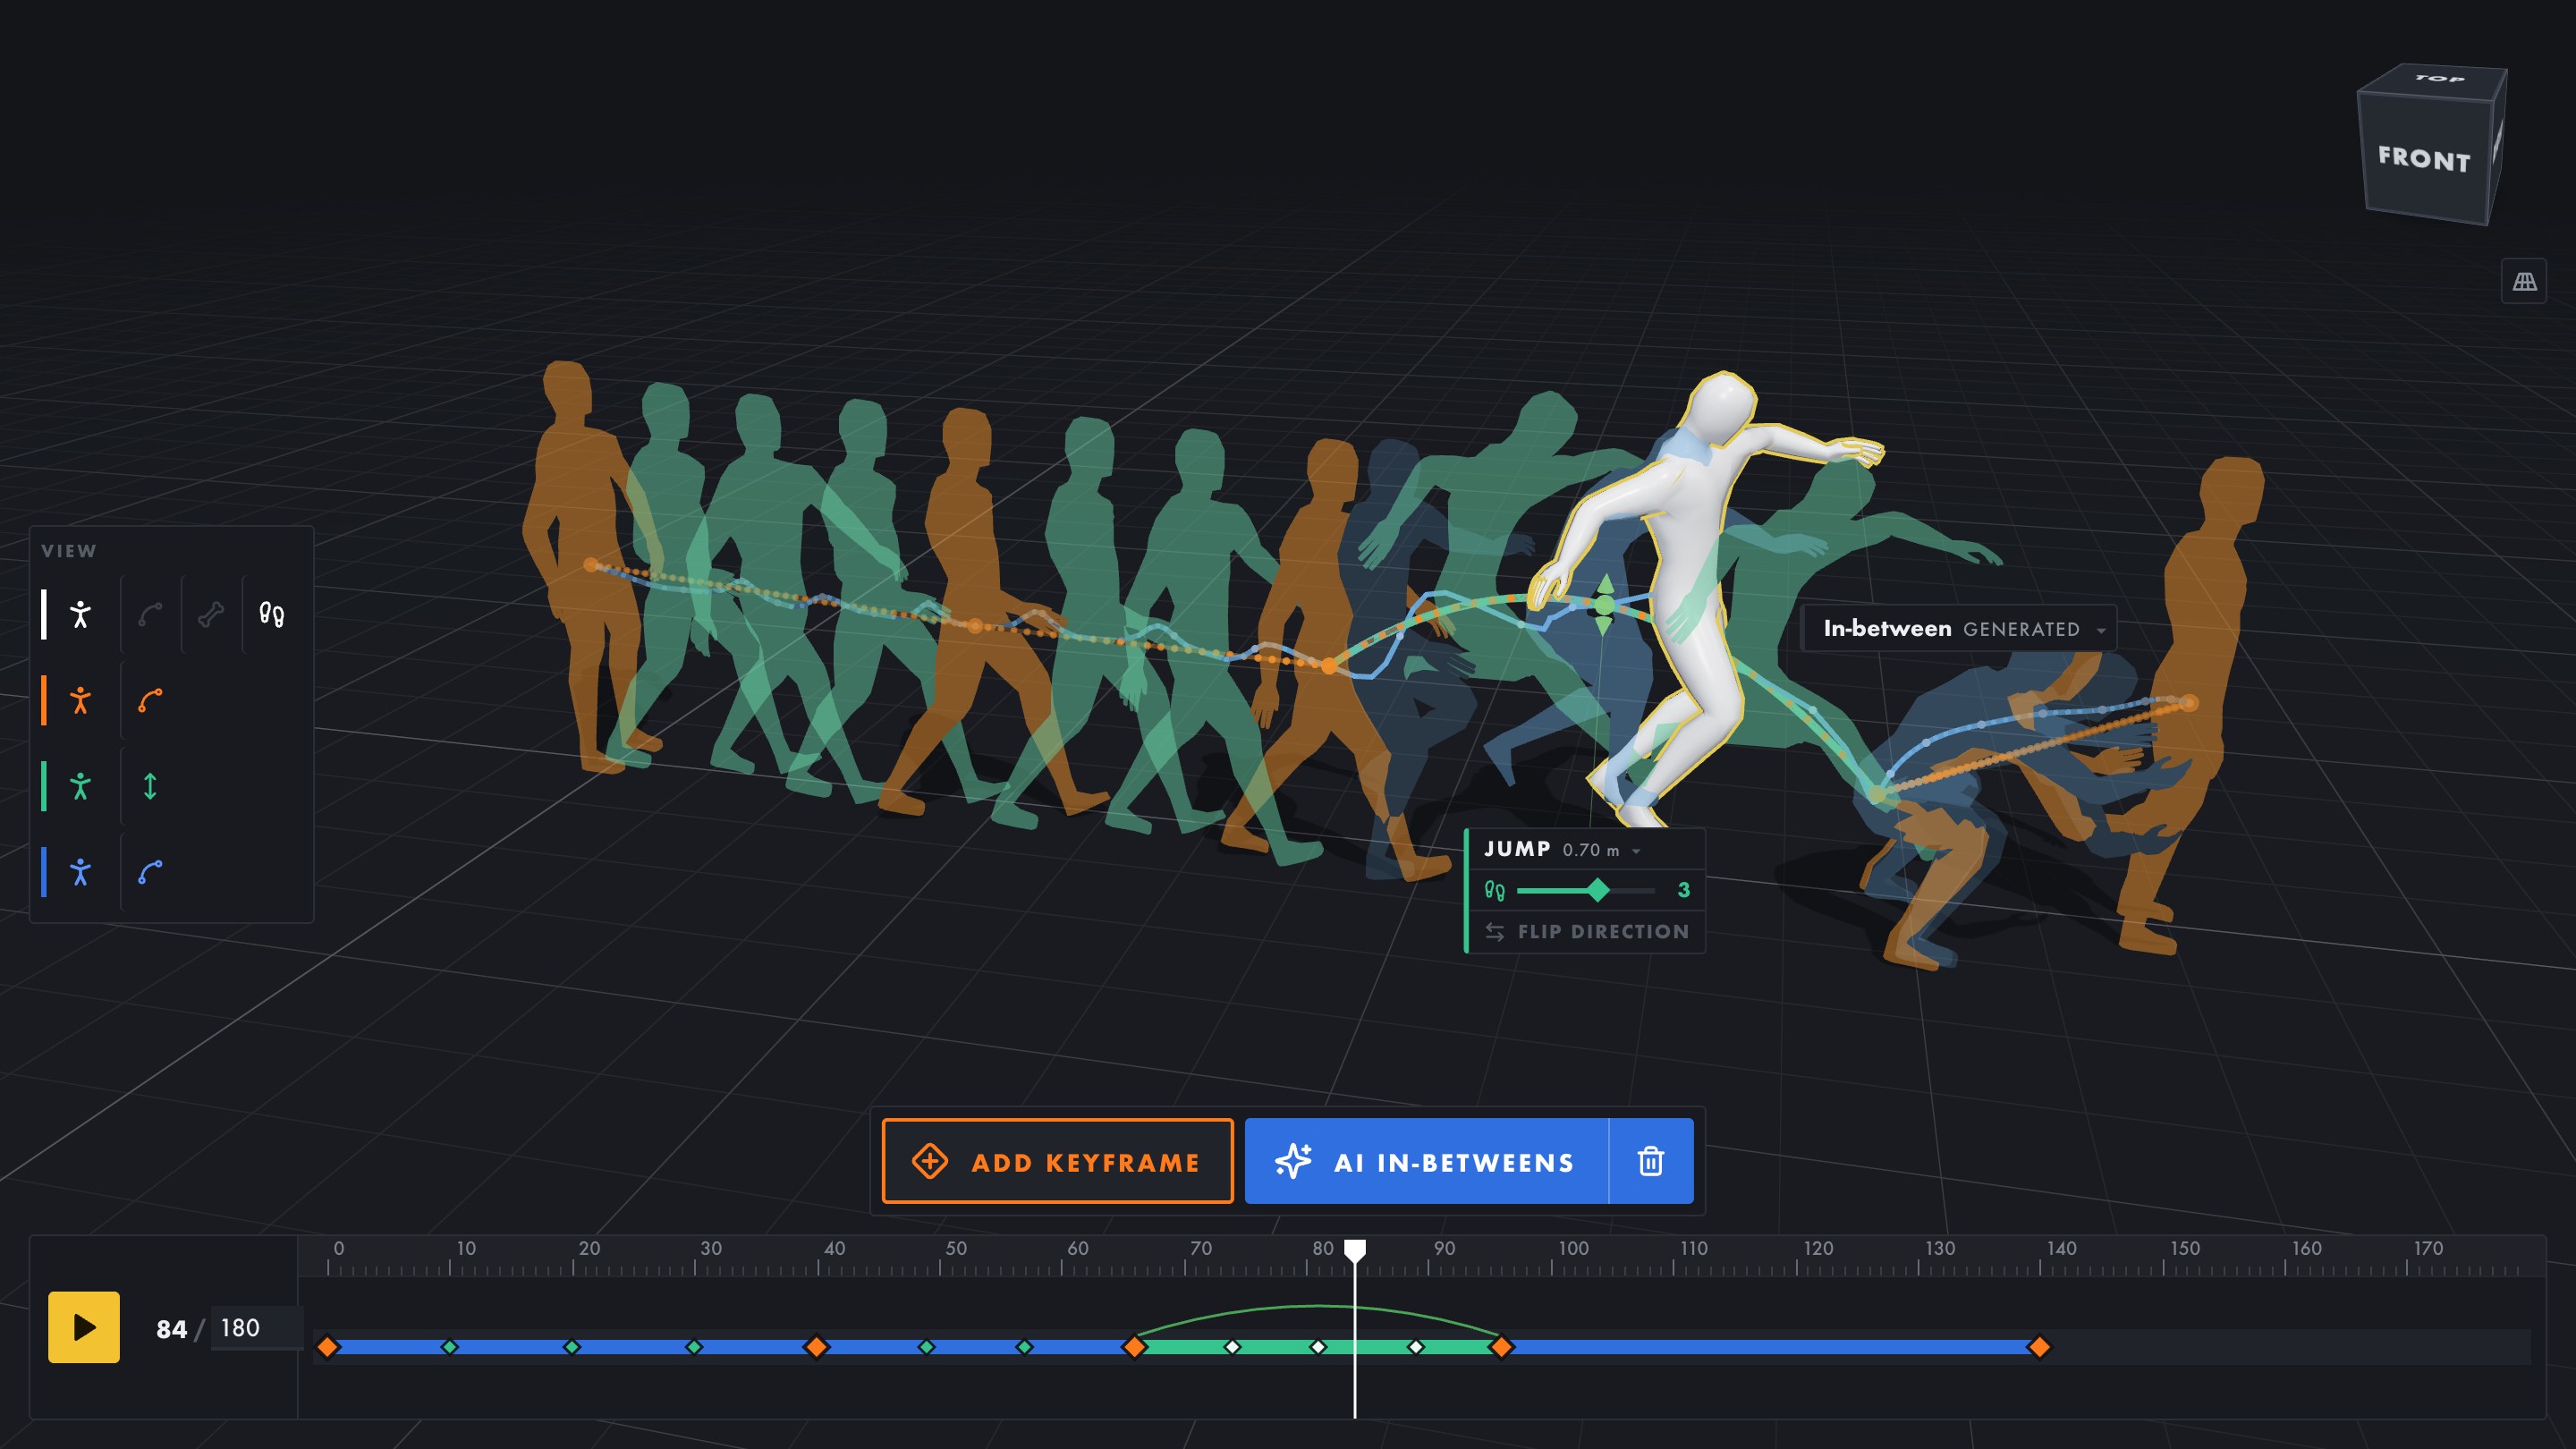 TOP
FRONT
VIEW
In-between GENERATED
JUMP 0.70 m
3
FLIP DIRECTION
ADD KEYFRAME
AI IN-BETWEENS
0 10 20 30 40 50 60 70 80 90 100 110 120 130 140 150 160 170
84 / 180